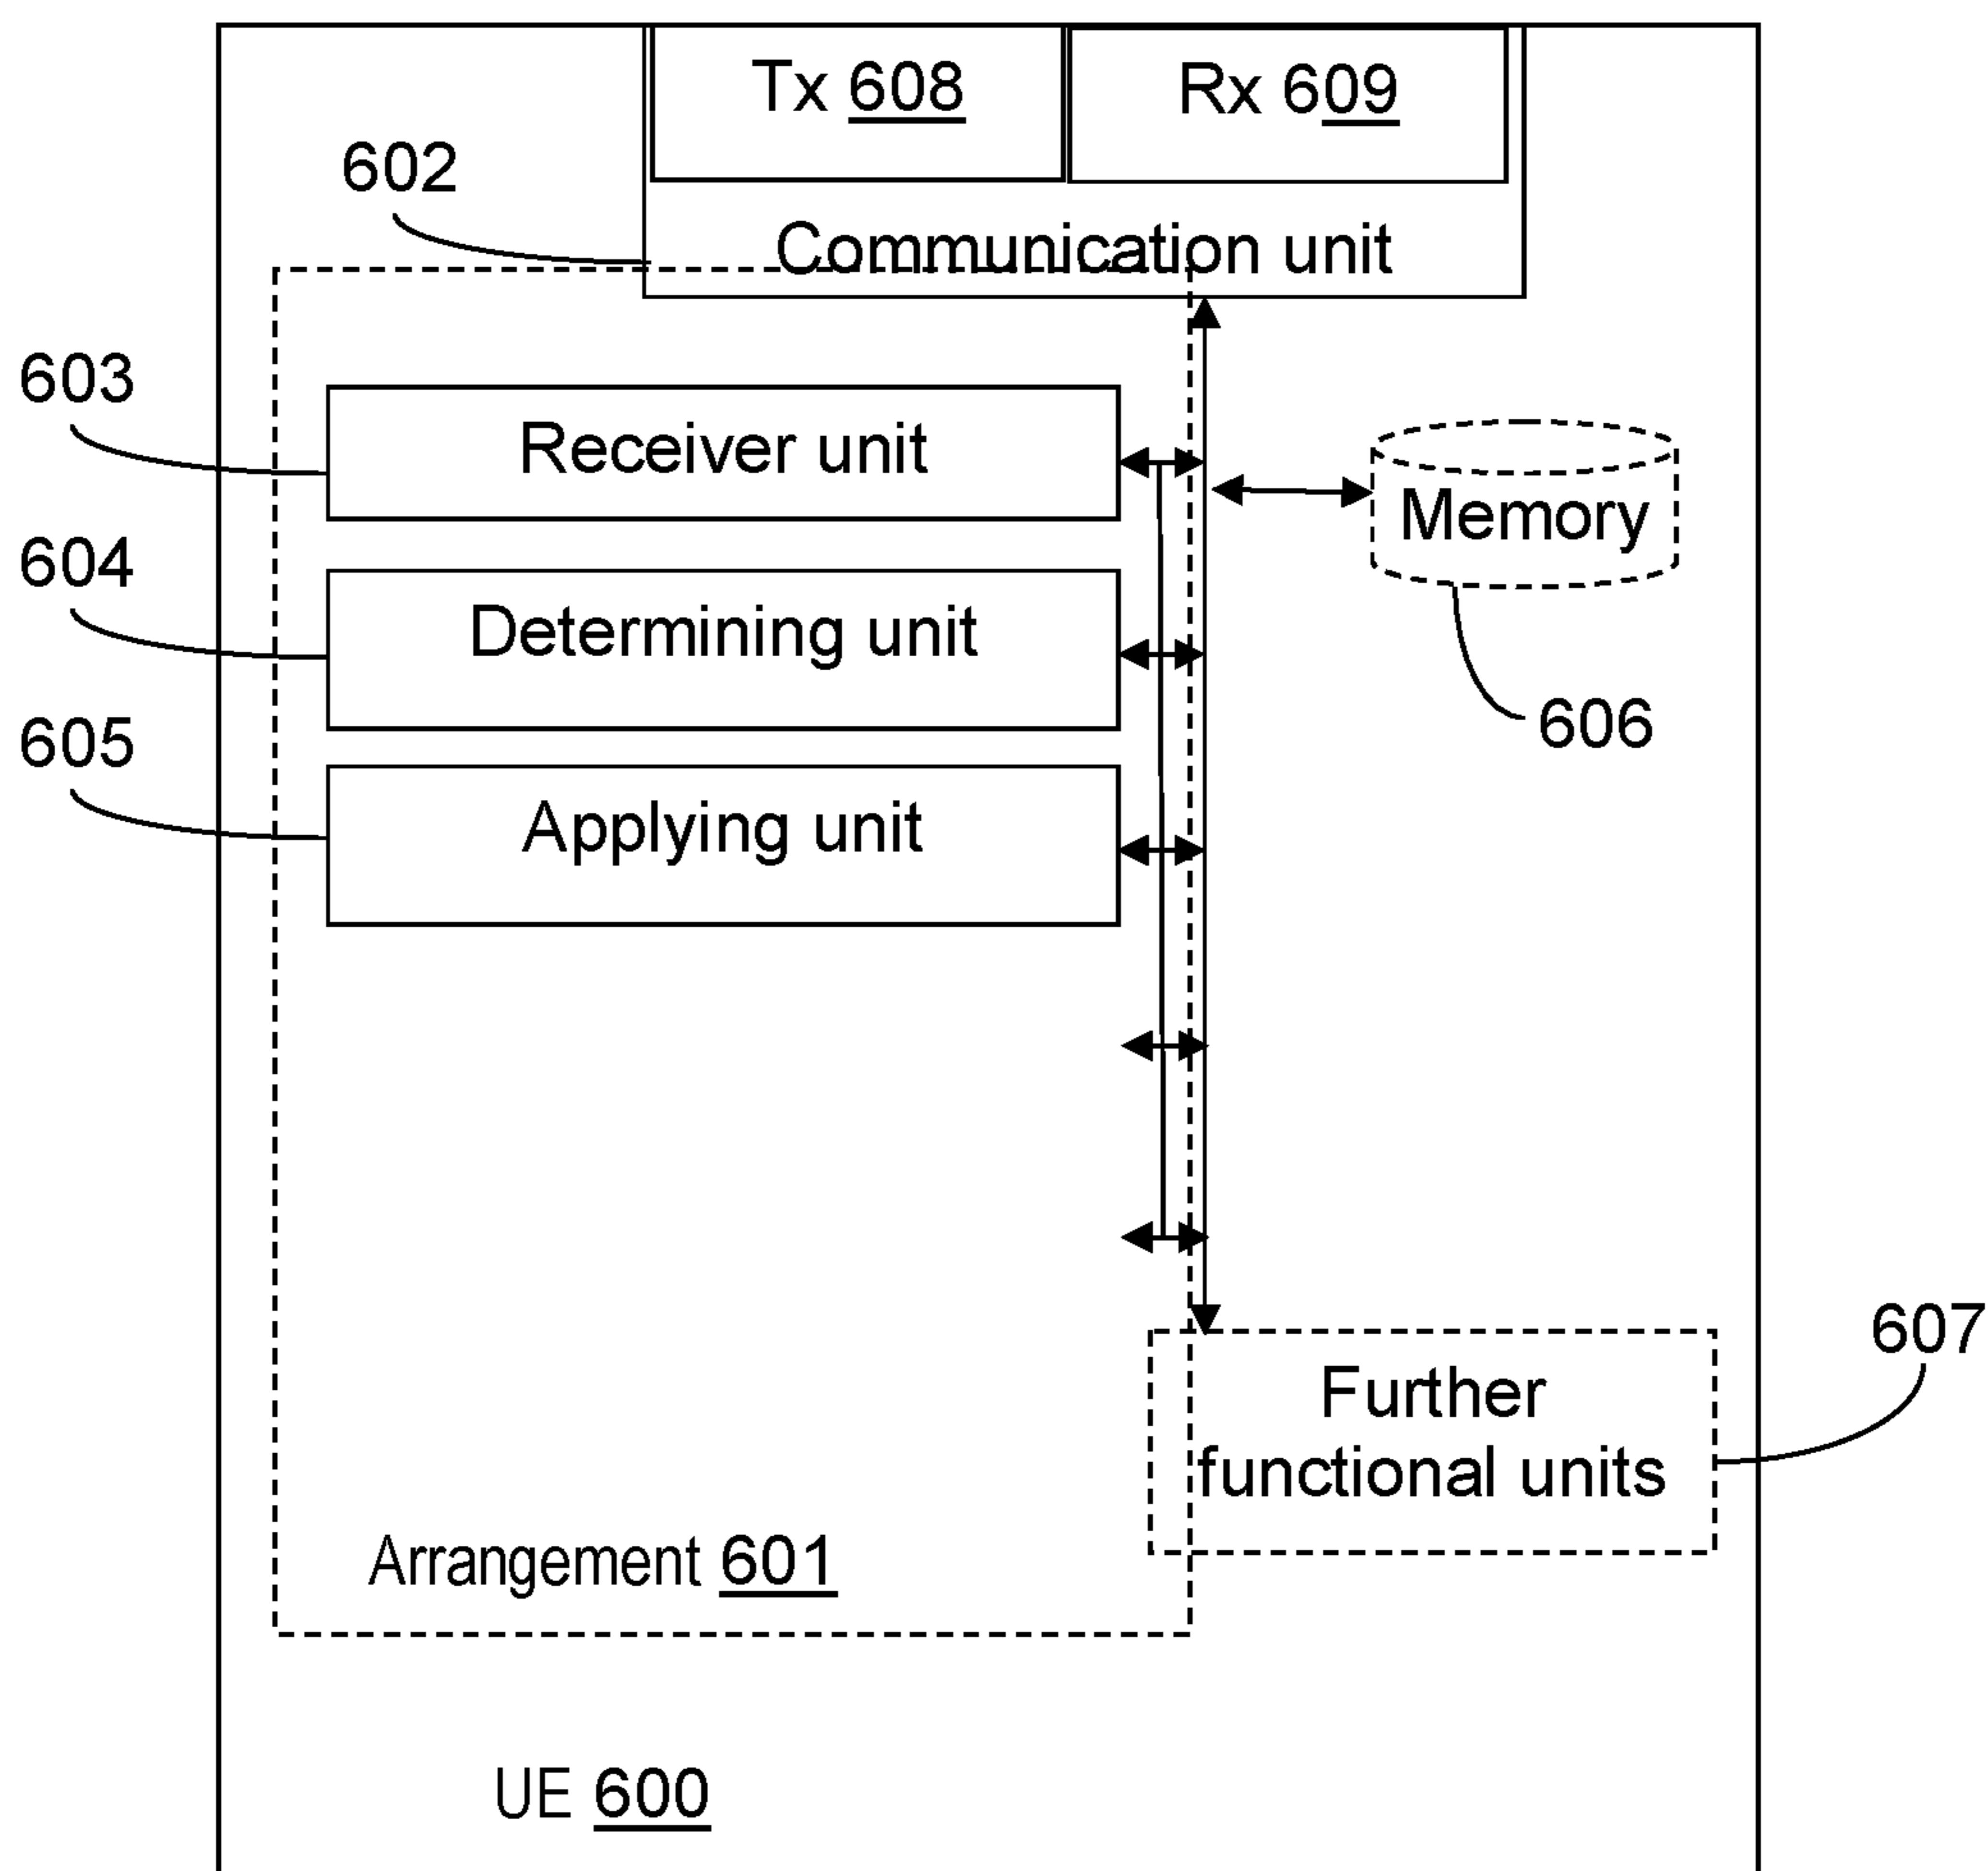 Tx 608
Rx 609
602
Communication unit
603
Receiver unit
Memory
604
Determining unit
606
605
Applying unit
607
Further
functional units
Arrangement 601
UE 600